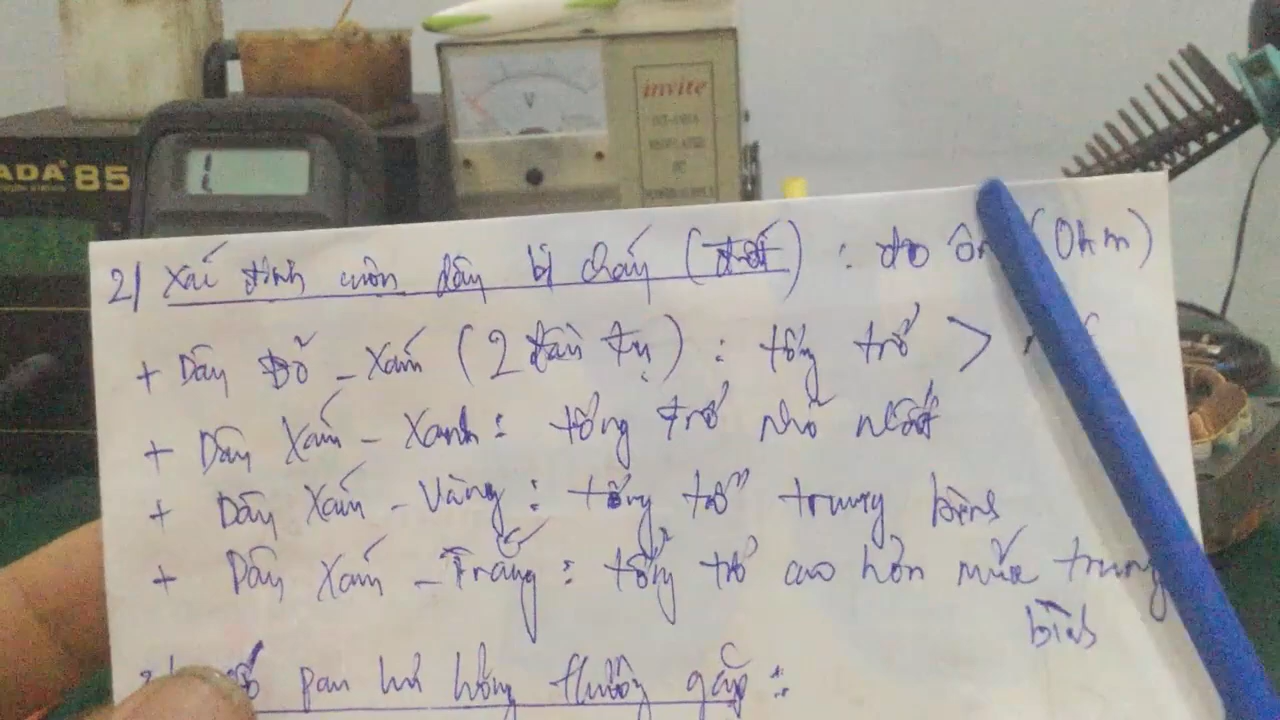 ADA 85
V
invite
2) Xác định cuộn dây bị cháy (đứt) : đo ôm (Ohm)
+ Dây Đỏ - Xám (2 đầu tụ) : tổng trở >
+ Dây Xám - Xanh : tổng trở nhỏ nhất
+ Dây Xám - Vàng : tổng trở trung bình
+ Dây Xám - Trắng : tổng trở cao hơn mức trung
bình
số pan hư hỏng thường gặp :